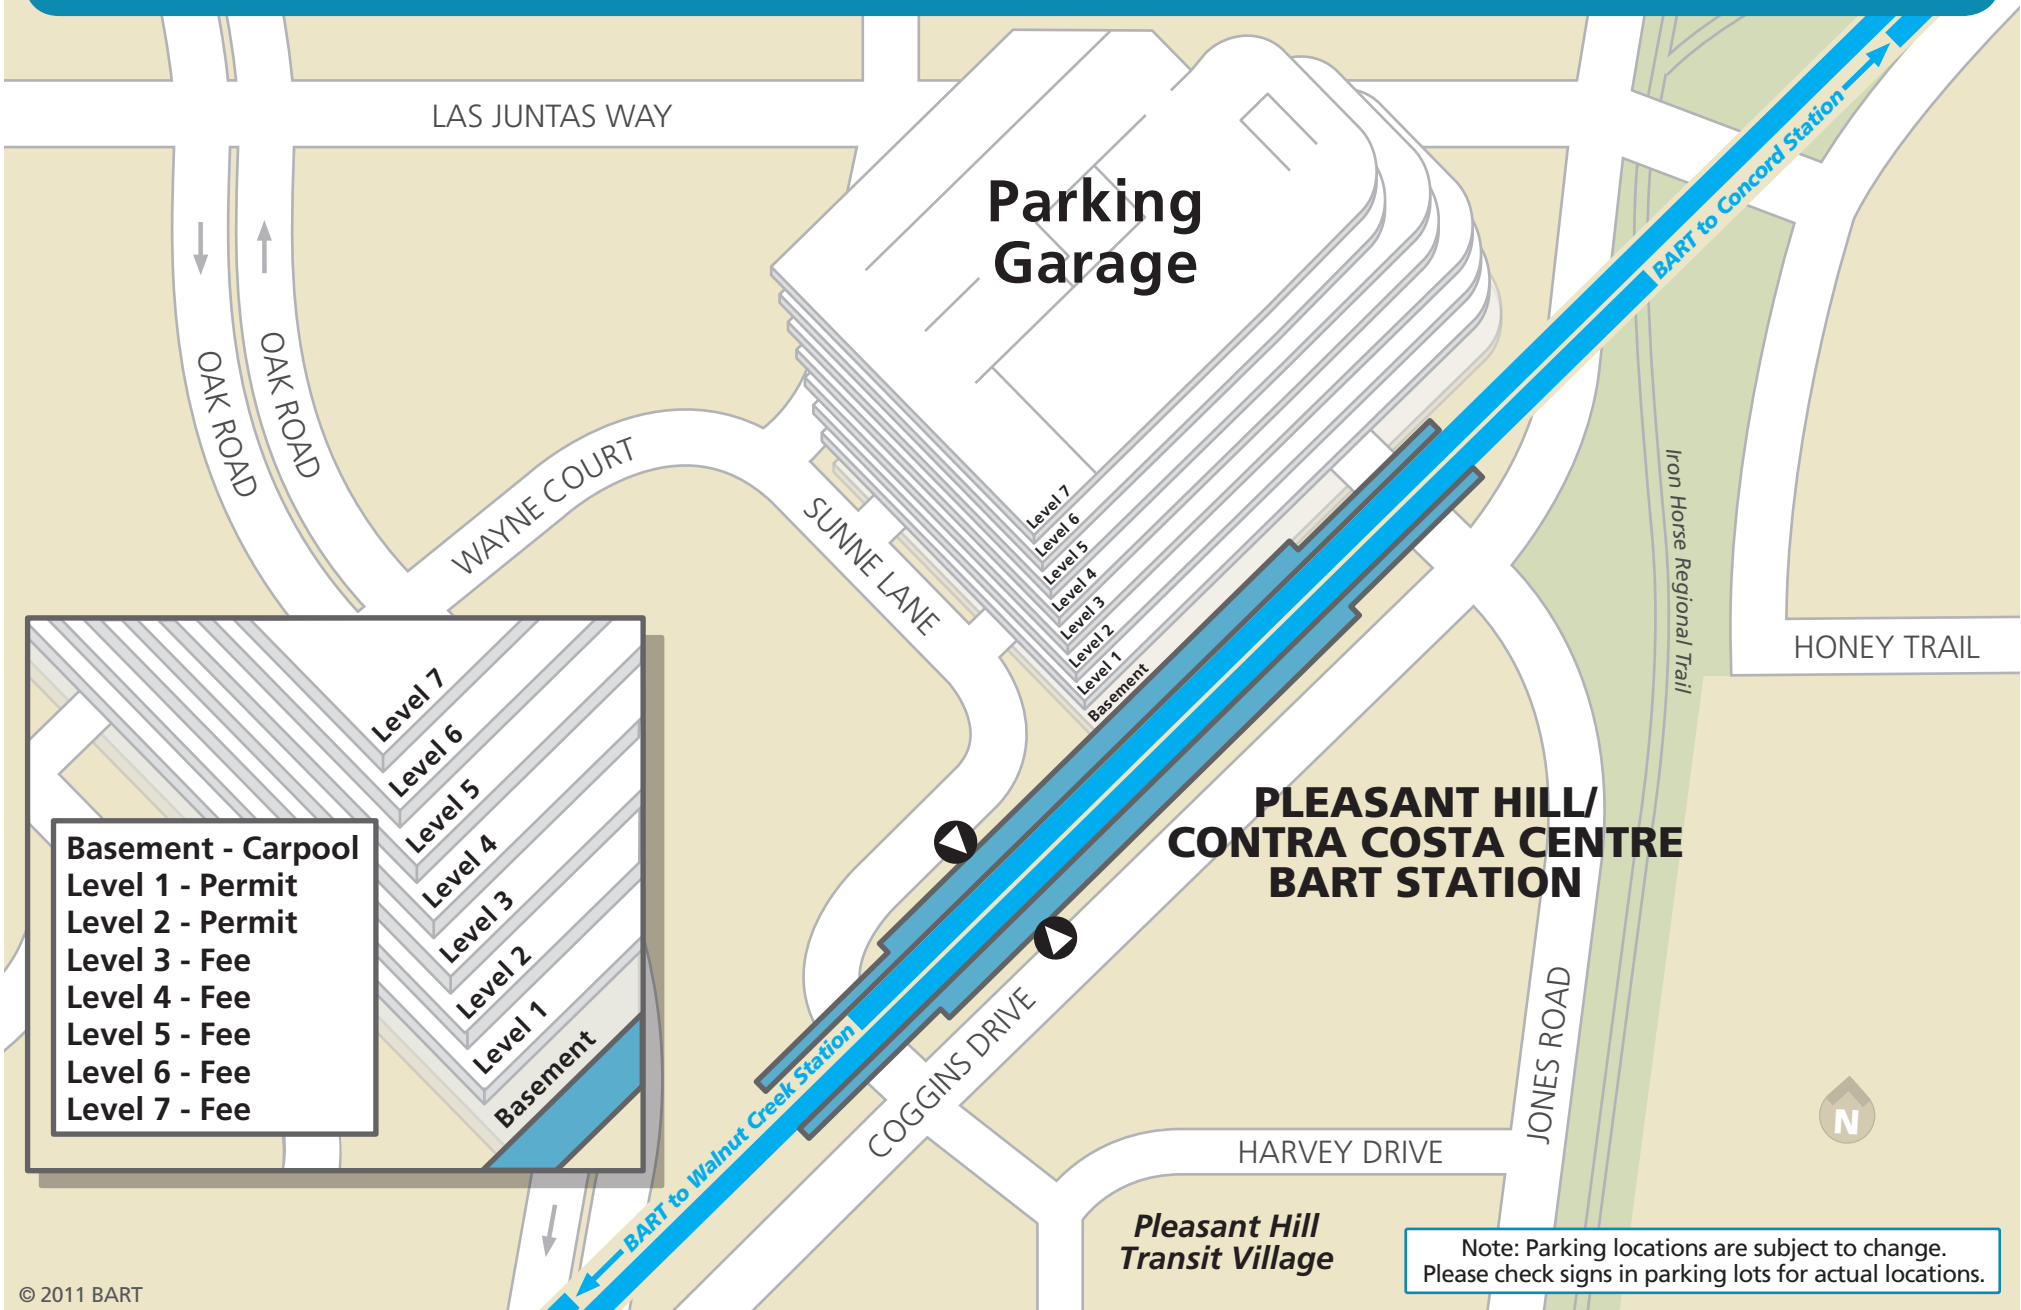 LAS JUNTAS WAY
Parking
Garage
BART to Concord Station
OAK ROAD
OAK ROAD
WAYNE COURT
SUNNE LANE
Level 7
Level 6
Level 5
Level 4
Level 3
Level 2
Level 1
Basement
Iron Horse Regional Trail
HONEY TRAIL
Level 7
Level 6
Level 5
Level 4
Level 3
Level 2
Level 1
Basement
Basement - Carpool
Level 1 - Permit
Level 2 - Permit
Level 3 - Fee
Level 4 - Fee
Level 5 - Fee
Level 6 - Fee
Level 7 - Fee
PLEASANT HILL/
CONTRA COSTA CENTRE
BART STATION
BART to Walnut Creek Station
COGGINS DRIVE
JONES ROAD
HARVEY DRIVE
N
Pleasant Hill
Transit Village
Note: Parking locations are subject to change.
Please check signs in parking lots for actual locations.
© 2011 BART